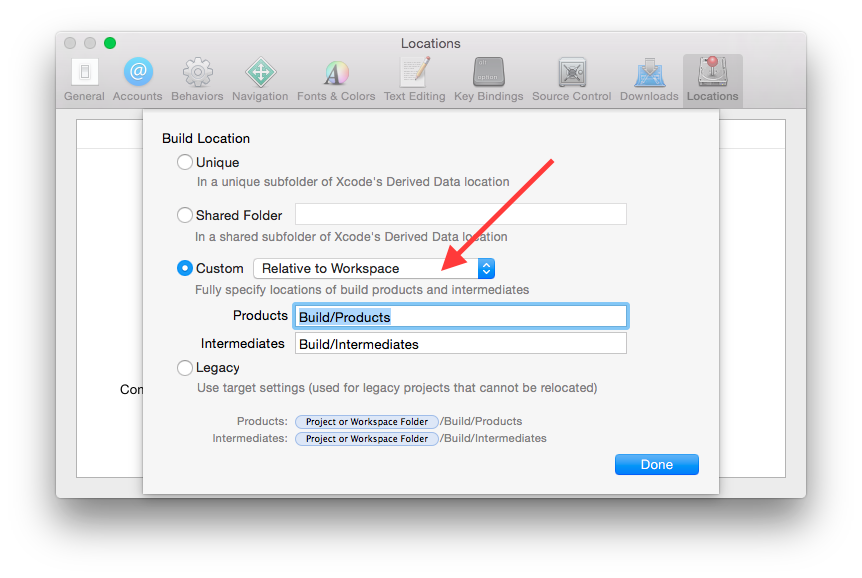 Locations
General Accounts Behaviors Navigation Fonts & Colors Text Editing Key Bindings Source Control Downloads Locations
Build Location
Unique
In a unique subfolder of Xcode's Derived Data location
Shared Folder
In a shared subfolder of Xcode's Derived Data location
Custom Relative to Workspace
Fully specify locations of build products and intermediates
Products Build/Products
Intermediates Build/Intermediates
Legacy
Use target settings (used for legacy projects that cannot be relocated)
Com
Products: Project or Workspace Folder/Build/Products
Intermediates: Project or Workspace Folder/Build/Intermediates
Done